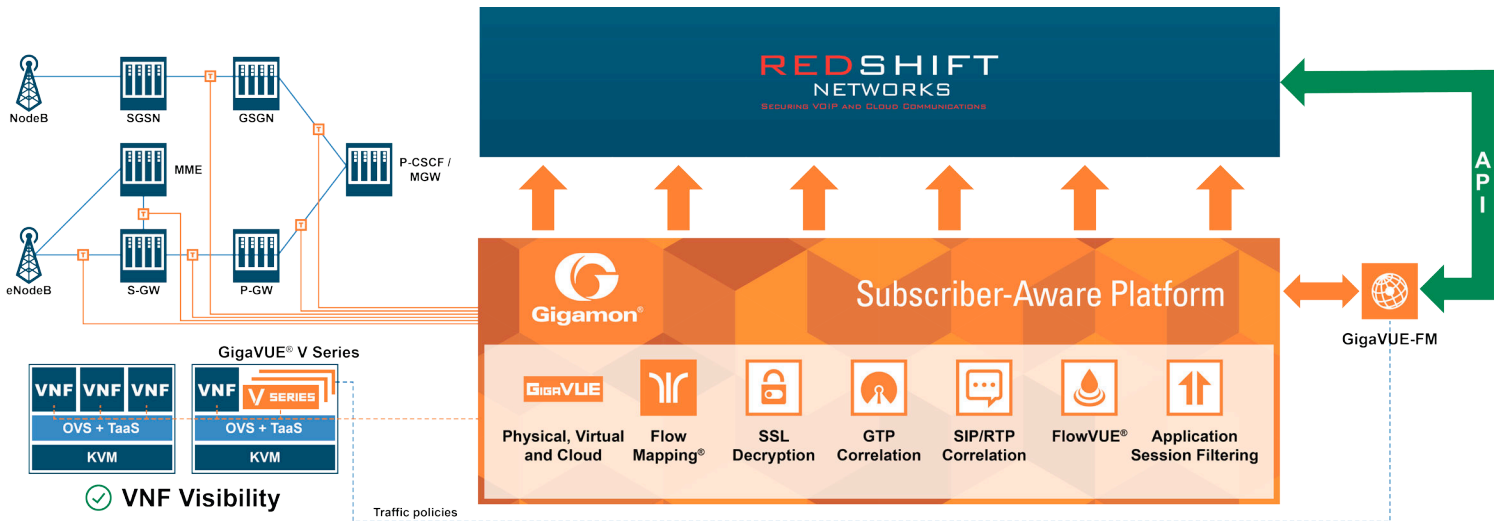 REDSHIFT
NETWORKS
SECURING VOIP AND CLOUD COMMUNICATIONS
NodeB
SGSN
T
GSGN
T
MME
P-CSCF /
MGW
T
T
eNodeB
T
S-GW
T
P-GW
API
Gigamon®
Subscriber-Aware Platform
GigaVUE-FM
GigaVUE® V Series
VNF
VNF
VNF
OVS + TaaS
KVM
VNF
V SERIES
OVS + TaaS
KVM
VNF Visibility
GIGAVUE
Physical, Virtual
and Cloud
Flow
Mapping®
SSL
Decryption
GTP
Correlation
SIP/RTP
Correlation
FlowVUE®
Application
Session Filtering
Traffic policies